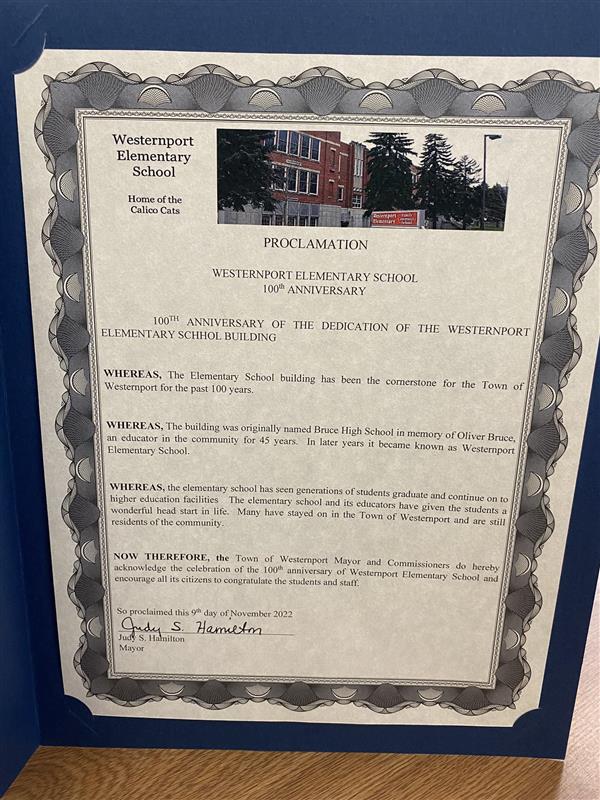 Westernport
Elementary
School
Home of the
Calico Cats
Westernport
Elementary
PROCLAMATION
WESTERNPORT ELEMENTARY SCHOOL
100th ANNIVERSARY
100TH ANNIVERSARY OF THE DEDICATION OF THE WESTERNPORT
ELEMENTARY SCHHOL BUILDING
WHEREAS, The Elementary School building has been the cornerstone for the Town of
Westernport for the past 100 years.
WHEREAS, The building was originally named Bruce High School in memory of Oliver Bruce,
an educator in the community for 45 years. In later years it became known as Westernport
Elementary School.
WHEREAS, the elementary school has seen generations of students graduate and continue on to
higher education facilities The elementary school and its educators have given the students a
wonderful head start in life. Many have stayed on in the Town of Westernport and are still
residents of the community.
NOW THEREFORE, the Town of Westernport Mayor and Commissioners do hereby
acknowledge the celebration of the 100th anniversary of Westernport Elementary School and
encourage all its citizens to congratulate the students and staff.
So proclaimed this 9th day of November 2022
Judy S. Hamilton
Judy S. Hamilton
Mayor